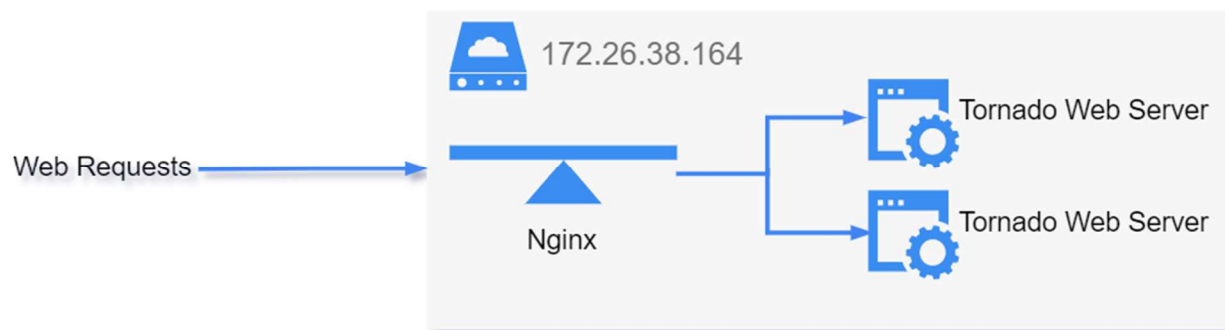 172.26.38.164
Tornado Web Server
Web Requests
Tornado Web Server
Nginx